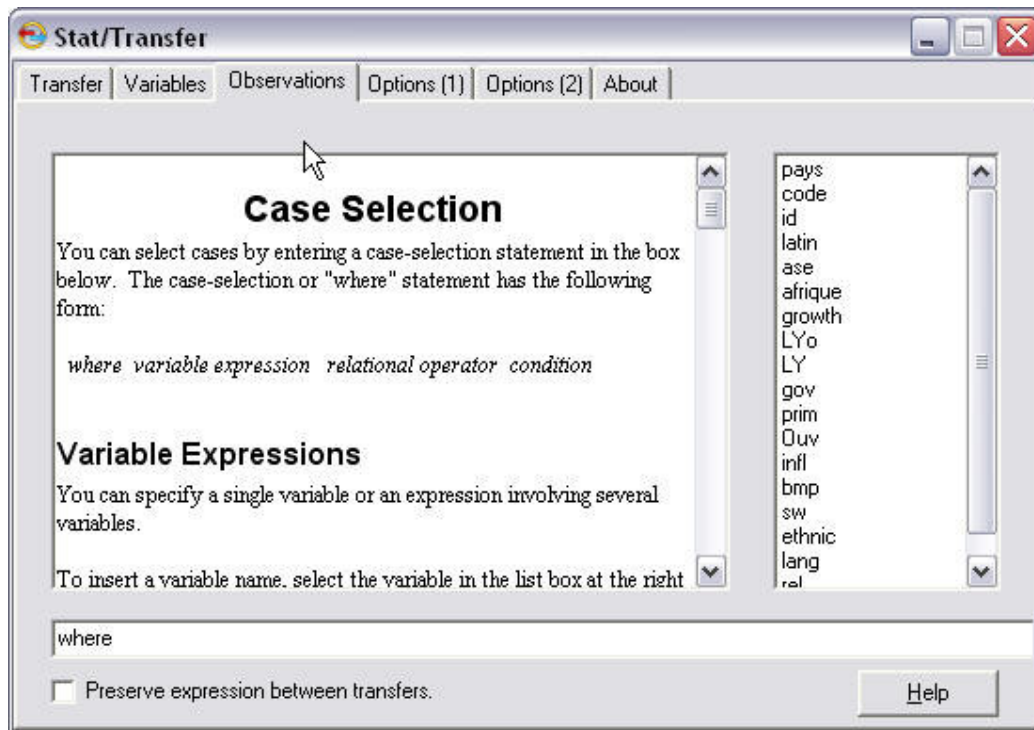 Stat/Transfer
Transfer Variables Observations Options (1) Options (2) About
Case Selection
You can select cases by entering a case-selection statement in the box
below. The case-selection or "where" statement has the following
form:
where variable expression relational operator condition
Variable Expressions
You can specify a single variable or an expression involving several
variables.
To insert a variable name, select the variable in the list box at the right
pays
code
id
latin
ase
afrique
growth
LYo
LY
gov
prim
Ouv
infl
bmp
sw
ethnic
lang
rel
where
Preserve expression between transfers.
Help